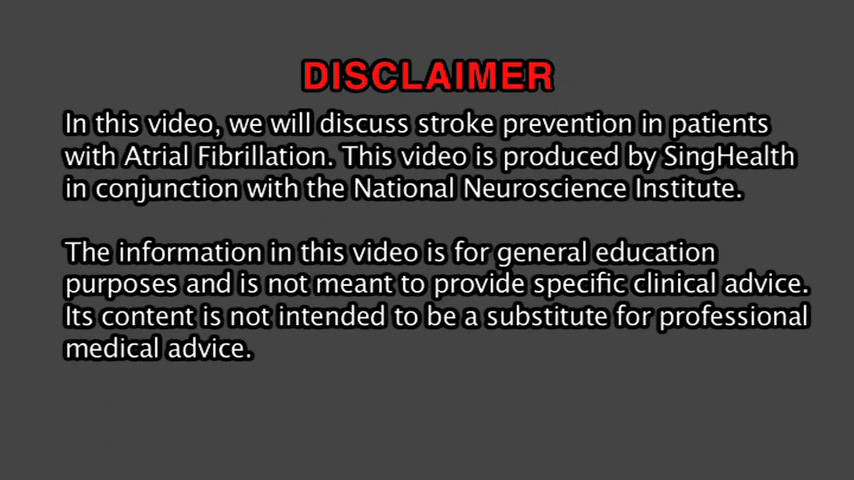 DISCLAIMER
In this video, we will discuss stroke prevention in patients
with Atrial Fibrillation. This video is produced by SingHealth
in conjunction with the National Neuroscience Institute.
The information in this video is for general education
purposes and is not meant to provide specific clinical advice.
Its content is not intended to be a substitute for professional
medical advice.